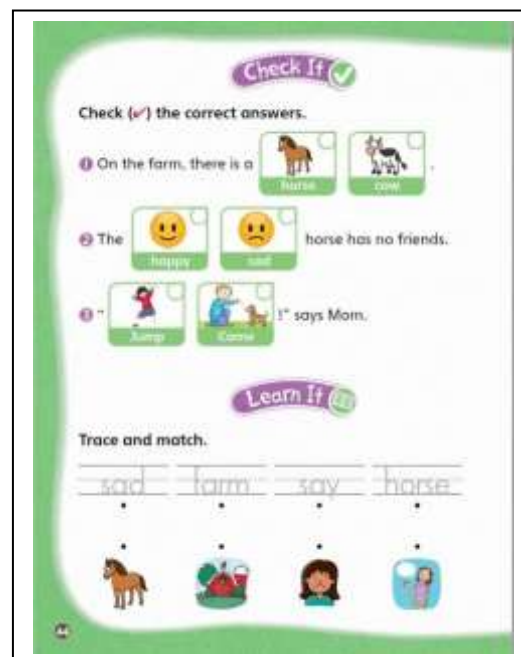 Check It
Check (✔) the correct answers.
1 On the farm, there is a horse cow .
2 The happy sad horse has no friends.
3 " Jump Come !" says Mom.
Learn It
Trace and match.
sad farm say horse